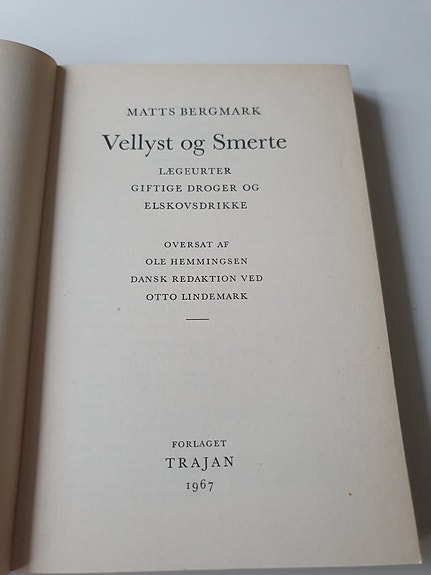 MATTS BERGMARK
Vellyst og Smerte
LÆGEURTER
GIFTIGE DROGER OG
ELSKOVSDRIKKE
OVERSAT AF
OLE HEMMINGSEN
DANSK REDAKTION VED
OTTO LINDEMARK
FORLAGET
TRAJAN
1967